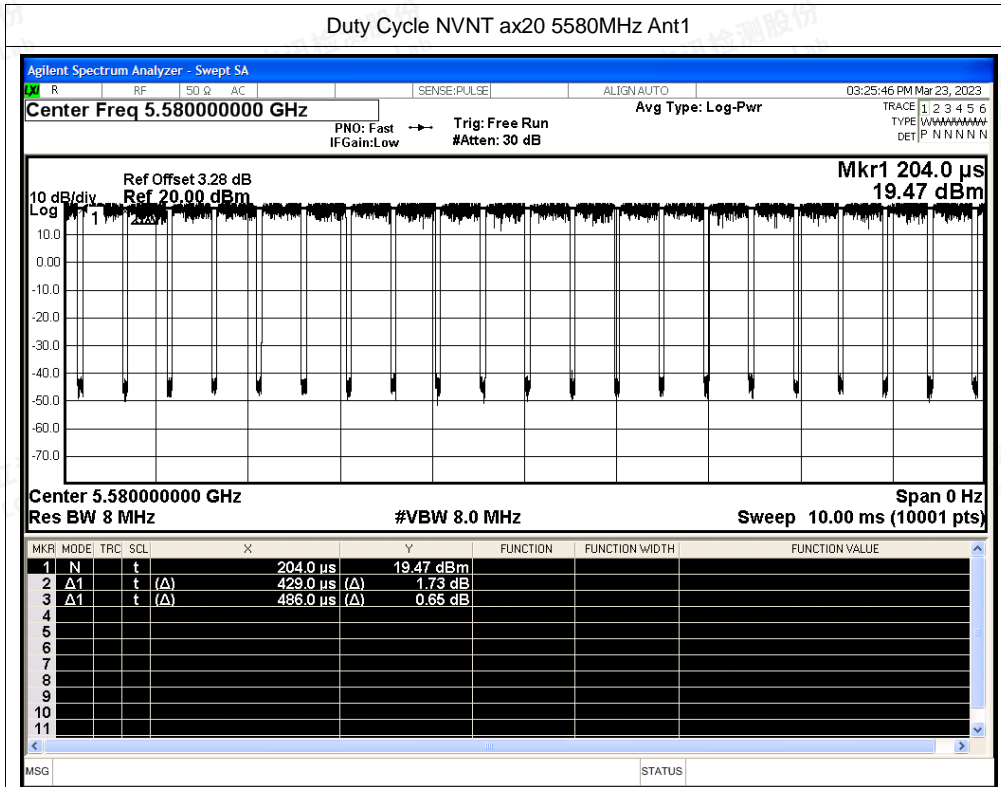 Duty Cycle NVNT ax20 5580MHz Ant1
Agilent Spectrum Analyzer - Swept SA
LXI R RF 50 Ω AC SENSE:PULSE ALIGN AUTO 03:25:46 PM Mar 23, 2023
Center Freq 5.580000000 GHz
PNO: Fast
IFGain:Low
Trig: Free Run
#Atten: 30 dB
Avg Type: Log-Pwr
TRACE 1 2 3 4 5 6
TYPE
DET P N N N N N
Mkr1 204.0 µs
19.47 dBm
Ref Offset 3.28 dB
10 dB/div Ref 20.00 dBm
Log
1
10.0
0.00
-10.0
-20.0
-30.0
-40.0
-50.0
-60.0
-70.0
Center 5.580000000 GHz Span 0 Hz
Res BW 8 MHz #VBW 8.0 MHz Sweep 10.00 ms (10001 pts)
MKR MODE TRC SCL X Y FUNCTION FUNCTION WIDTH FUNCTION VALUE
1 N t 204.0 µs 19.47 dBm
2 Δ1 t (Δ) 429.0 µs (Δ) 1.73 dB
3 Δ1 t (Δ) 486.0 µs (Δ) 0.65 dB
4
5
6
7
8
9
10
11
MSG STATUS